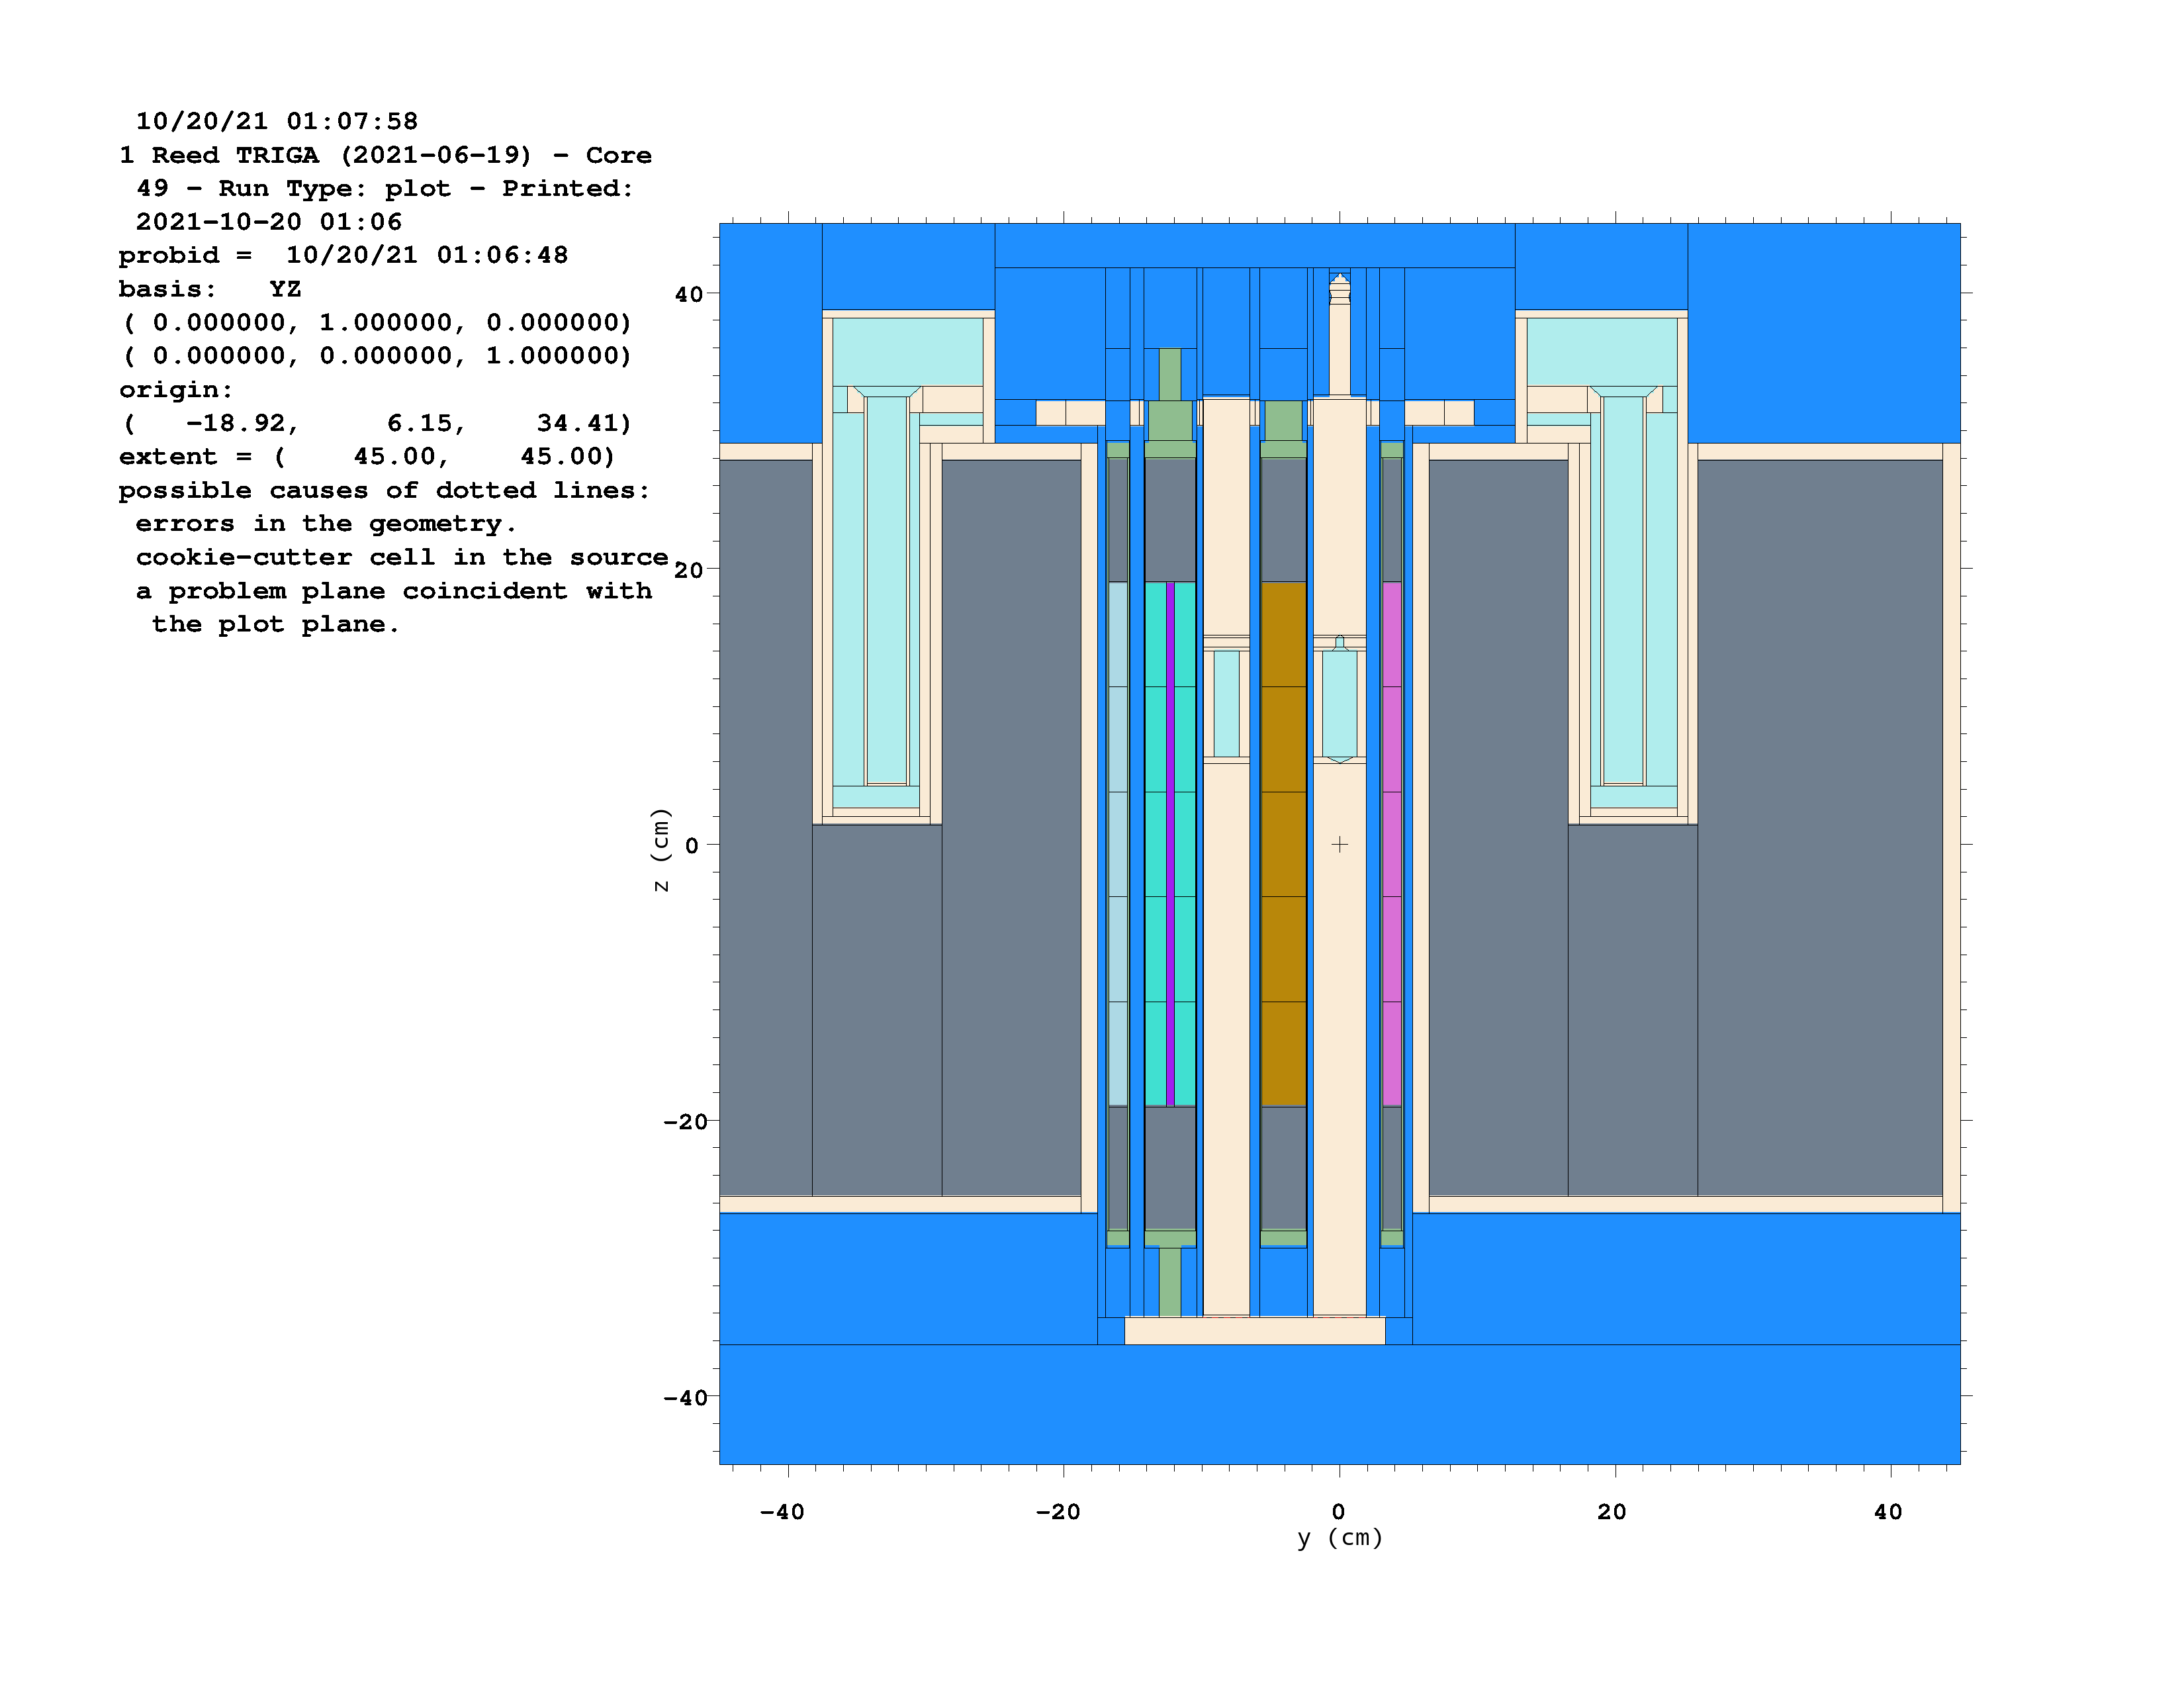 10/20/21 01:07:58
1 Reed TRIGA (2021-06-19) - Core
49 - Run Type: plot - Printed:
2021-10-20 01:06
probid = 10/20/21 01:06:48
basis: YZ
( 0.000000, 1.000000, 0.000000)
( 0.000000, 0.000000, 1.000000)
origin:
( -18.92, 6.15, 34.41)
extent = ( 45.00, 45.00)
possible causes of dotted lines:
errors in the geometry.
cookie-cutter cell in the source.
a problem plane coincident with
the plot plane.
40
20
0
-20
-40
z (cm)
-40 -20 0 20 40
y (cm)